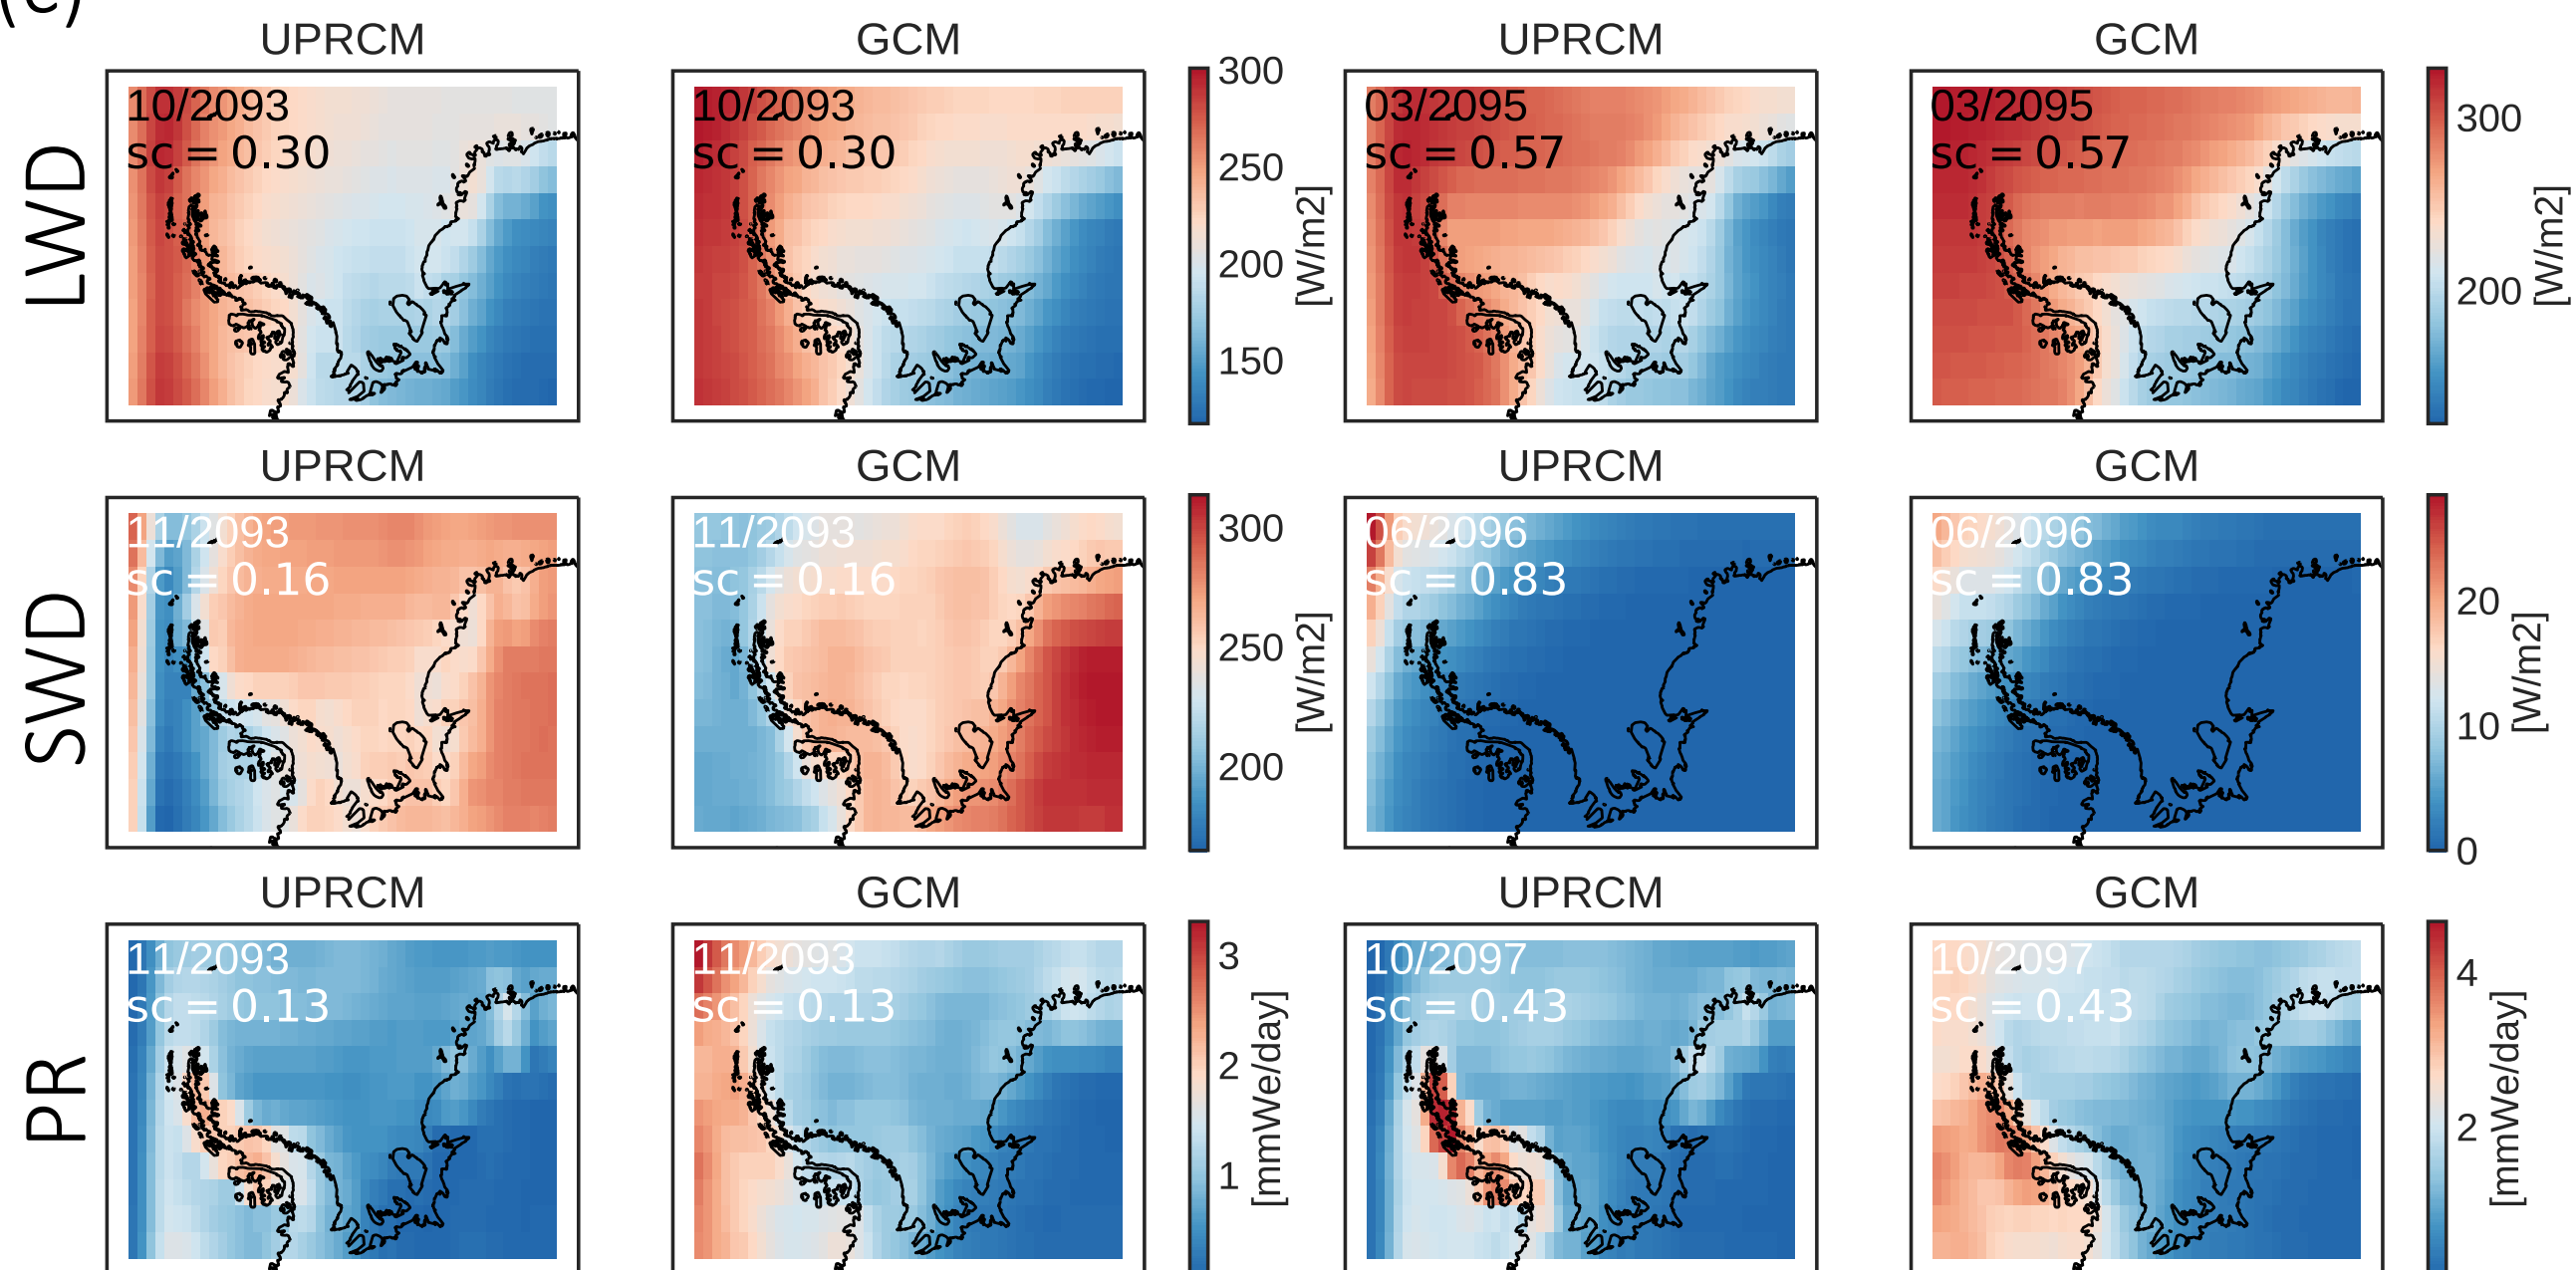 (c)
UPRCM GCM UPRCM GCM
LWD
10/2093
sc = 0.30
10/2093
sc = 0.30
300
250
200
150
[W/m2]
03/2095
sc = 0.57
03/2095
sc = 0.57
300
200
[W/m2]
UPRCM GCM UPRCM GCM
SWD
11/2093
sc = 0.16
11/2093
sc = 0.16
300
250
200
[W/m2]
06/2096
sc = 0.83
06/2096
sc = 0.83
20
10
0
[W/m2]
UPRCM GCM UPRCM GCM
PR
11/2093
sc = 0.13
11/2093
sc = 0.13
3
2
1
[mmWe/day]
10/2097
sc = 0.43
10/2097
sc = 0.43
4
2
[mmWe/day]